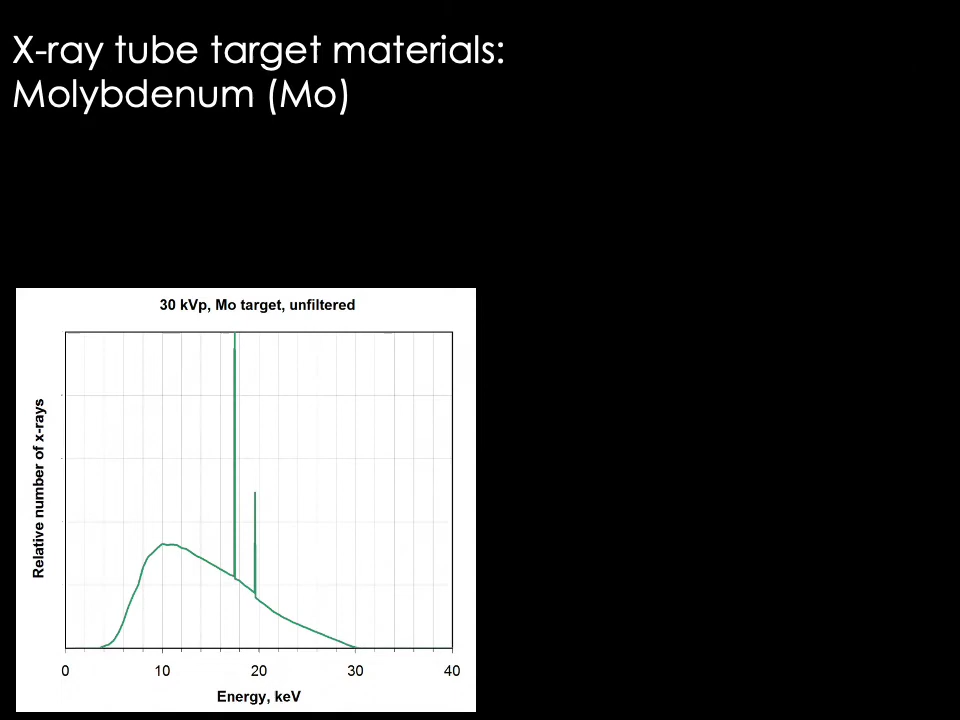 X-ray tube target materials:
Molybdenum (Mo)
30 kVp, Mo target, unfiltered
Relative number of x-rays
0 10 20 30 40
Energy, keV